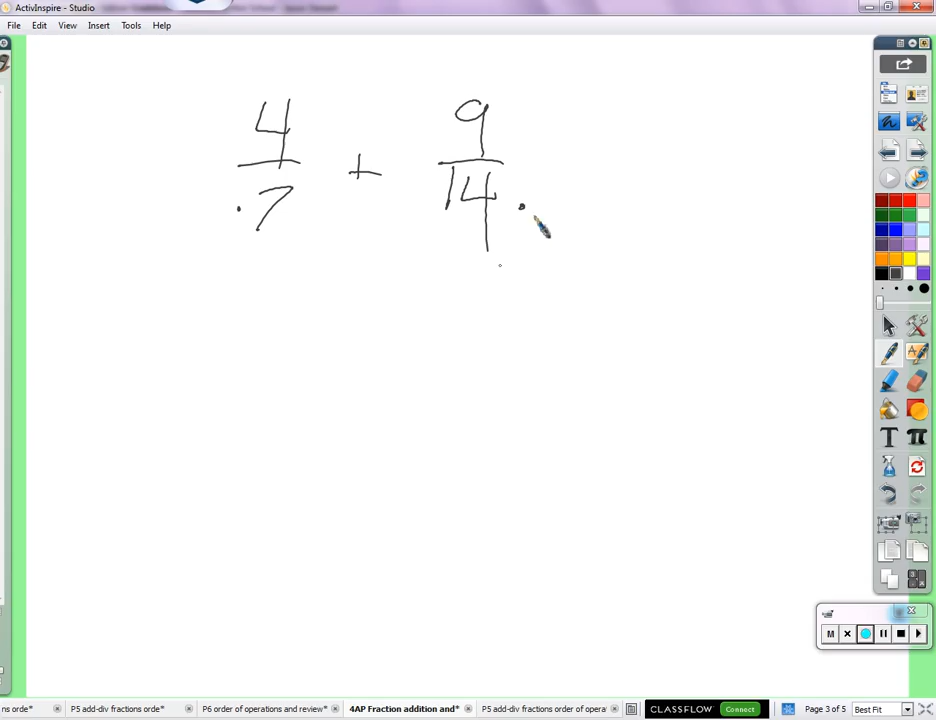 ActivInspire - Studio
File Edit View Insert Tools Help
4 9
+
7 14
M
ns orde* P5 add-div fractions orde* P6 order of operations and review* 4AP Fraction addition and* P5 add-div fractions order of opera CLASSFLOW Connect Page 3 of 5 Best Fit